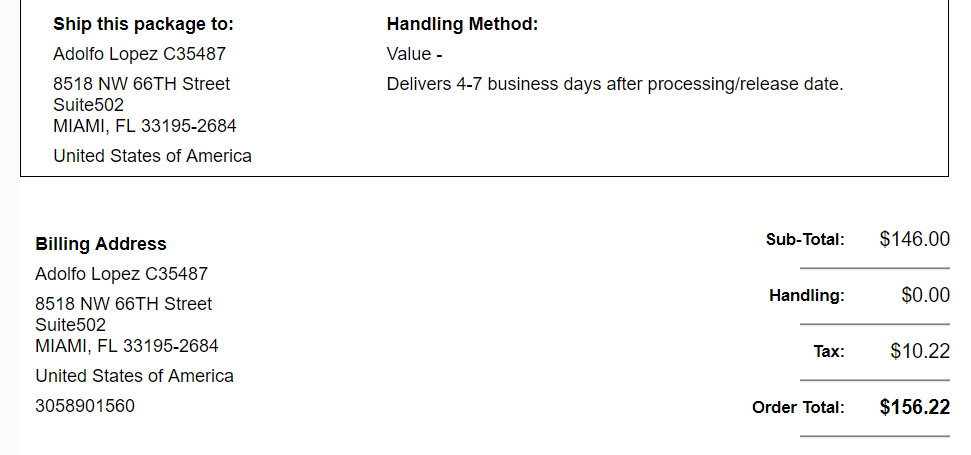 Ship this package to:
Adolfo Lopez C35487
8518 NW 66TH Street
Suite502
MIAMI, FL 33195-2684
United States of America
Handling Method:
Value -
Delivers 4-7 business days after processing/release date.
Billing Address
Adolfo Lopez C35487
8518 NW 66TH Street
Suite502
MIAMI, FL 33195-2684
United States of America
3058901560
Sub-Total: $146.00
Handling: $0.00
Tax: $10.22
Order Total: $156.22